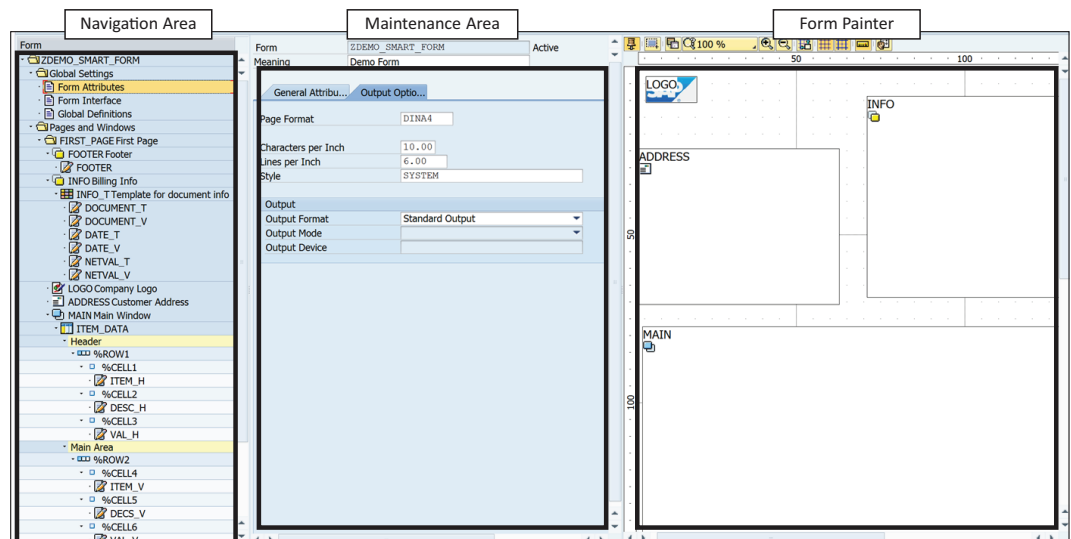 Navigation Area
Maintenance Area
Form Painter
Form
ZDEMO_SMART_FORM
Global Settings
Form Attributes
Form Interface
Global Definitions
Pages and Windows
FIRST_PAGE First Page
FOOTER Footer
FOOTER
INFO Billing Info
INFO_T Template for document info
DOCUMENT_T
DOCUMENT_V
DATE_T
DATE_V
NETVAL_T
NETVAL_V
LOGO Company Logo
ADDRESS Customer Address
MAIN Main Window
ITEM_DATA
Header
%ROW1
%CELL1
ITEM_H
%CELL2
DESC_H
%CELL3
VAL_H
Main Area
%ROW2
%CELL4
ITEM_V
%CELL5
DECS_V
%CELL6
VAL_V
Form ZDEMO_SMART_FORM Active
Meaning Demo Form
General Attribu... Output Optio...
Page Format DINA4
Characters per Inch 10.00
Lines per Inch 6.00
Style SYSTEM
Output
Output Format Standard Output
Output Mode
Output Device
100 %
50 100
LOGO
INFO
ADDRESS
50
MAIN
100